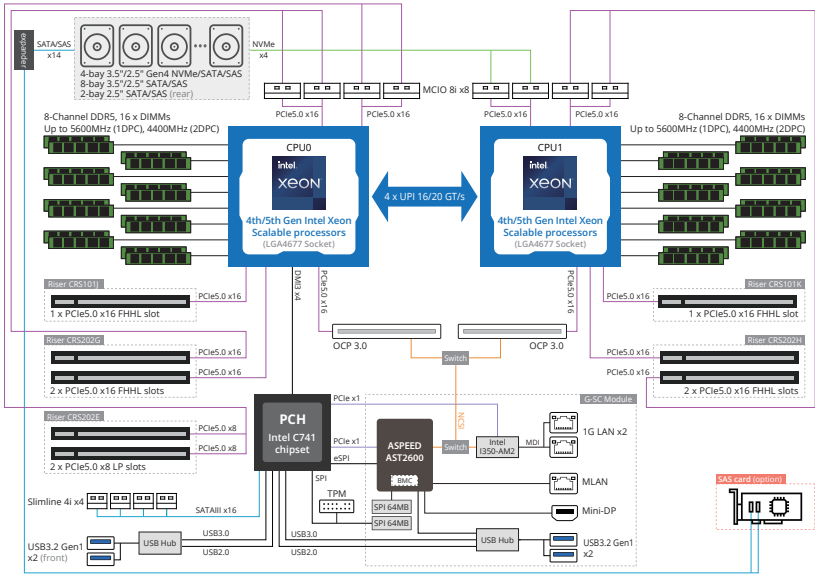 expander
SATA/SAS
x14
NVMe
x4
4-bay 3.5"/2.5" Gen4 NVMe/SATA/SAS
8-bay 3.5"/2.5" SATA/SAS
2-bay 2.5" SATA/SAS (rear)
MCIO 8i x8
PCIe5.0 x16
PCIe5.0 x16
PCIe5.0 x16
PCIe5.0 x16
8-Channel DDR5, 16 x DIMMs
Up to 5600MHz (1DPC), 4400MHz (2DPC)
8-Channel DDR5, 16 x DIMMs
Up to 5600MHz (1DPC), 4400MHz (2DPC)
CPU0
intel.
XEON
4th/5th Gen Intel Xeon
Scalable processors
(LGA4677 Socket)
4 x UPI 16/20 GT/s
CPU1
intel.
XEON
4th/5th Gen Intel Xeon
Scalable processors
(LGA4677 Socket)
DMI3 x4
PCIe5.0 x16
PCIe5.0 x16
Riser CRS101J
PCIe5.0 x16
1 x PCIe5.0 x16 FHHL slot
Riser CRS101K
PCIe5.0 x16
1 x PCIe5.0 x16 FHHL slot
OCP 3.0
OCP 3.0
Switch
Riser CRS202G
PCIe5.0 x16
PCIe5.0 x16
2 x PCIe5.0 x16 FHHL slots
Riser CRS202H
PCIe5.0 x16
PCIe5.0 x16
2 x PCIe5.0 x16 FHHL slots
Riser CRS202E
PCIe5.0 x8
PCIe5.0 x8
2 x PCIe5.0 x8 LP slots
PCH
Intel C741
chipset
PCIe x1
PCIe x1
eSPI
SPI
G-SC Module
NCSI
ASPEED
AST2600
BMC
Switch
Intel
I350-AM2
MDI
1G LAN x2
MLAN
Mini-DP
SPI 64MB
SPI 64MB
TPM
Slimline 4i x4
SATAIII x16
USB3.2 Gen1
x2 (front)
USB Hub
USB3.0
USB2.0
USB3.0
USB2.0
USB Hub
USB3.2 Gen1
x2
SAS card (option)